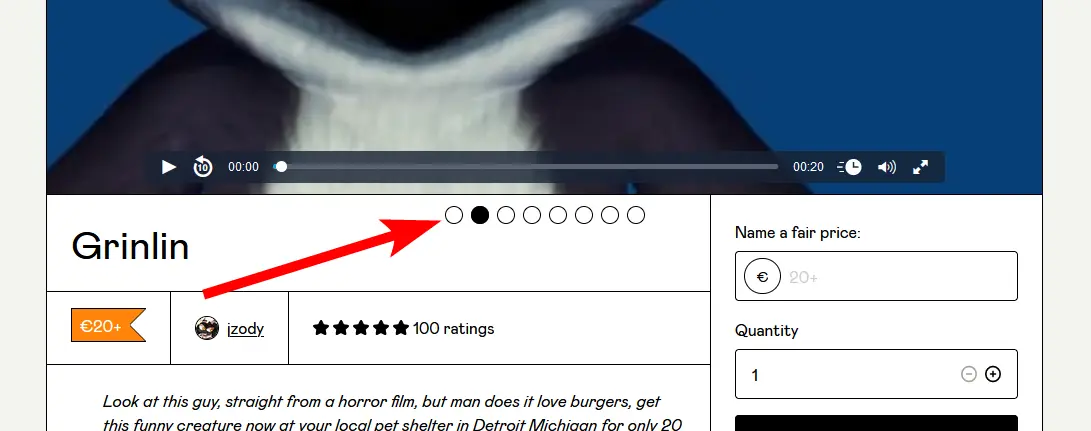 10
00:00
00:20
Grinlin
Name a fair price:
€ 20+
€20+
jzody
100 ratings
Quantity
1
Look at this guy, straight from a horror film, but man does it love burgers, get
this funny creature now at your local pet shelter in Detroit Michigan for only 20